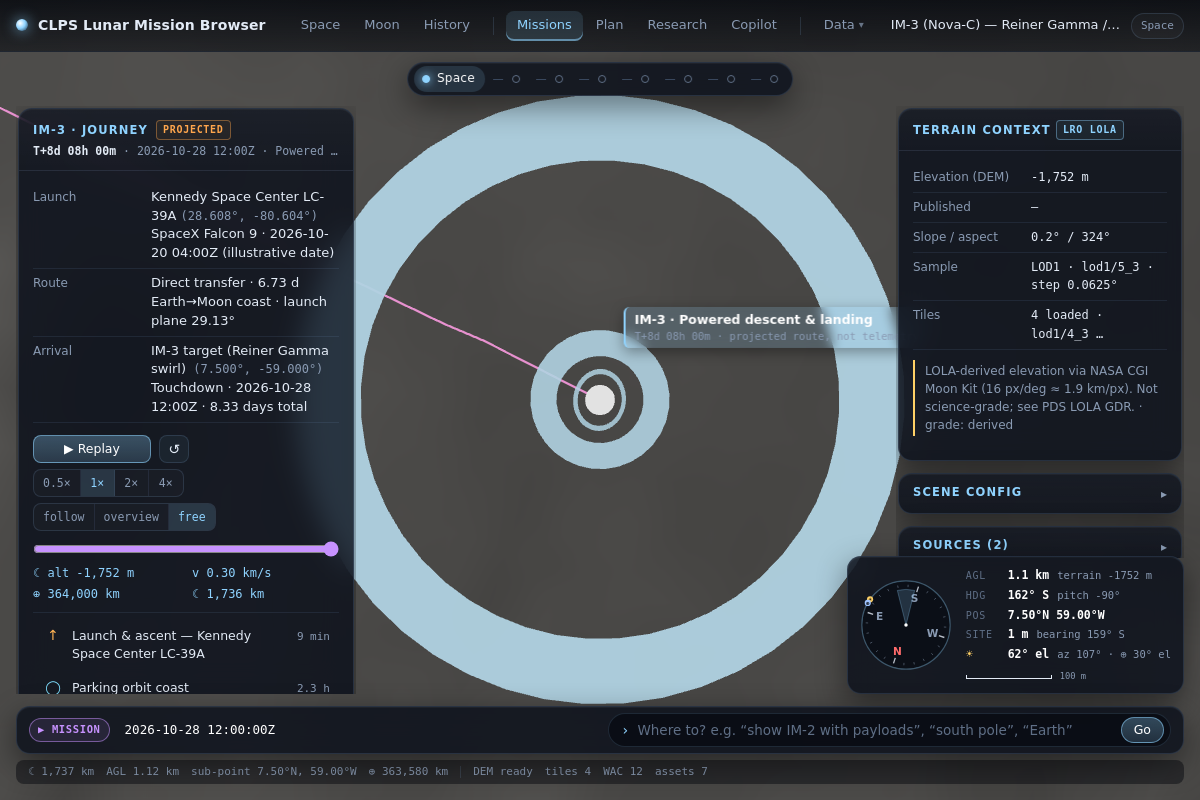 CLPS Lunar Mission Browser
Space Moon History Missions Plan Research Copilot Data ▾ IM-3 (Nova-C) — Reiner Gamma /… Space
Space
IM-3 · JOURNEY PROJECTED
T+8d 08h 00m · 2026-10-28 12:00Z · Powered …
Launch
Kennedy Space Center LC-
39A (28.608°, -80.604°)
SpaceX Falcon 9 · 2026-10-
20 04:00Z (illustrative date)
Route
Direct transfer · 6.73 d
Earth→Moon coast · launch
plane 29.13°
Arrival
IM-3 target (Reiner Gamma
swirl) (7.500°, -59.000°)
Touchdown · 2026-10-28
12:00Z · 8.33 days total
▶ Replay ↺
0.5× 1× 2× 4×
follow overview free
☾ alt -1,752 m v 0.30 km/s
⊕ 364,000 km ☾ 1,736 km
↑ Launch & ascent — Kennedy
Space Center LC-39A
9 min
Parking orbit coast 2.3 h
IM-3 · Powered descent & landing
T+8d 08h 00m · projected route, not telem
TERRAIN CONTEXT LRO LOLA
Elevation (DEM) -1,752 m
Published —
Slope / aspect 0.2° / 324°
Sample LOD1 · lod1/5_3 ·
step 0.0625°
Tiles 4 loaded ·
lod1/4_3 …
LOLA-derived elevation via NASA CGI
Moon Kit (16 px/deg ≈ 1.9 km/px). Not
science-grade; see PDS LOLA GDR. ·
grade: derived
SCENE CONFIG ▸
SOURCES (2) ▸
S
E
W
N
AGL 1.1 km terrain -1752 m
HDG 162° S pitch -90°
POS 7.50°N 59.00°W
SITE 1 m bearing 159° S
☀ 62° el az 107° · ⊕ 30° el
100 m
▶ MISSION 2026-10-28 12:00:00Z
› Where to? e.g. “show IM-2 with payloads”, “south pole”, “Earth” Go
☾ 1,737 km AGL 1.12 km sub-point 7.50°N, 59.00°W ⊕ 363,580 km DEM ready tiles 4 WAC 12 assets 7